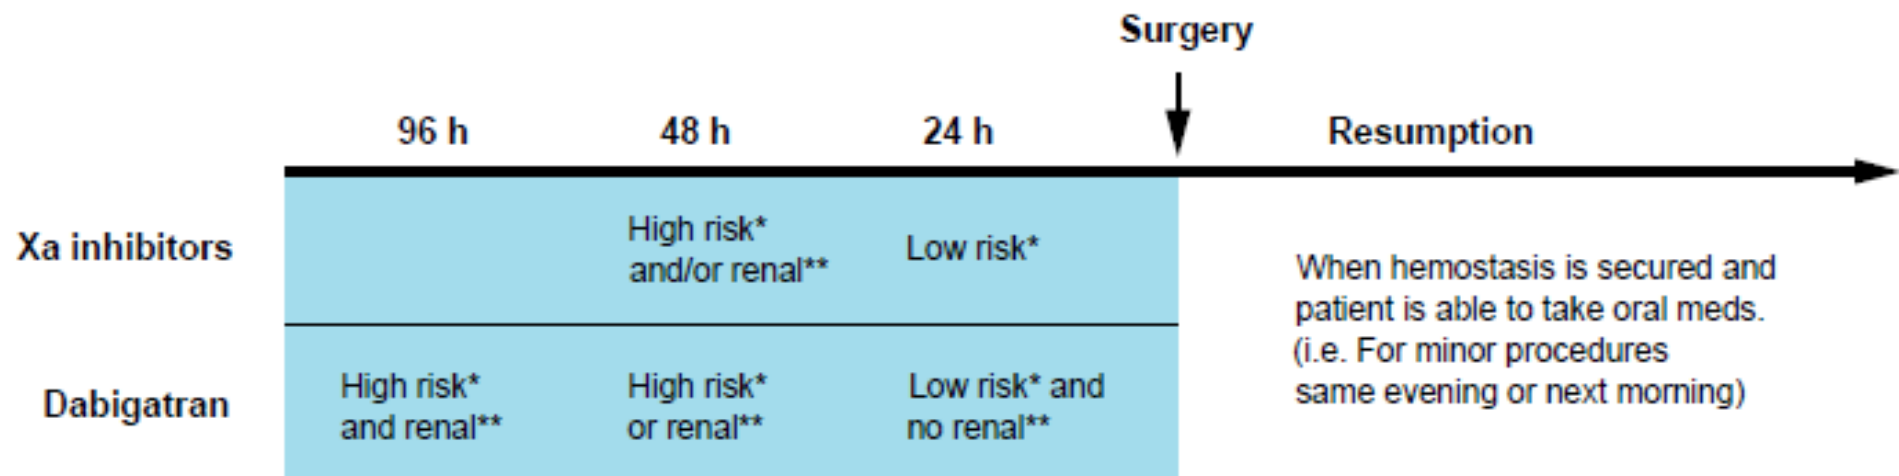 Surgery
96 h
48 h
24 h
Resumption
Xa inhibitors
High risk*
and/or renal**
Low risk*
When hemostasis is secured and
patient is able to take oral meds.
(i.e. For minor procedures
same evening or next morning)
Dabigatran
High risk*
and renal**
High risk*
or renal**
Low risk* and
no renal**